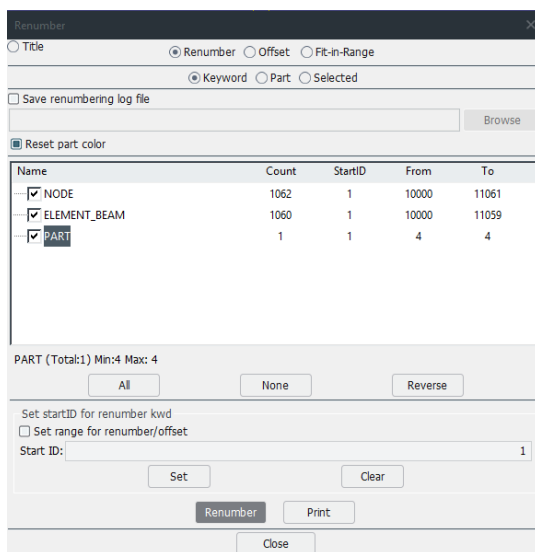 Renumber
Title
Renumber Offset Fit-in-Range
Keyword Part Selected
Save renumbering log file
Browse
Reset part color
Name Count StartID From To
NODE 1062 1 10000 11061
ELEMENT_BEAM 1060 1 10000 11059
PART 1 1 4 4
PART (Total:1) Min:4 Max: 4
All None Reverse
Set startID for renumber kwd
Set range for renumber/offset
Start ID: 1
Set Clear
Renumber Print
Close